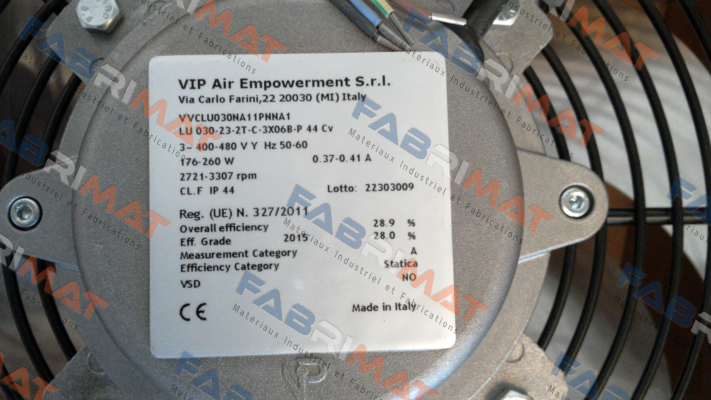 VIP Air Empowerment S.r.l.
Via Carlo Farini,22 20030 (MI) Italy
VVCLU030NA11PNNA1
LU 030-23-2T-C-3X06B-P 44 Cv
3~ 400-480 V Y Hz 50-60
176-260 W 0.37-0.41 A
2721-3307 rpm
CL.F IP 44 Lotto: 22303009
Reg. (UE) N. 327/2011
Overall efficiency 28.9 %
Eff. Grade 2015 28.0 %
Measurement Category A
Efficiency Category Statica
VSD NO
CE Made in Italy
FABRIMAT
Materiaux Industriel et Fabrications